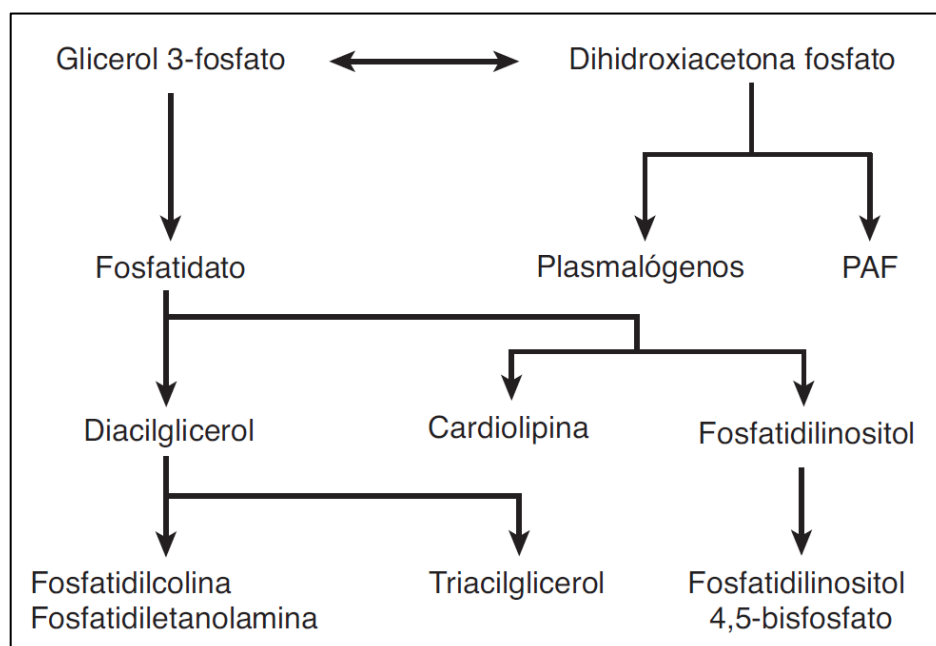 Glicerol 3-fosfato
Dihidroxiacetona fosfato
Fosfatidato
Plasmalógenos
PAF
Diacilglicerol
Cardiolipina
Fosfatidilinositol
Fosfatidilcolina
Fosfatidiletanolamina
Triacilglicerol
Fosfatidilinositol
4,5-bisfosfato